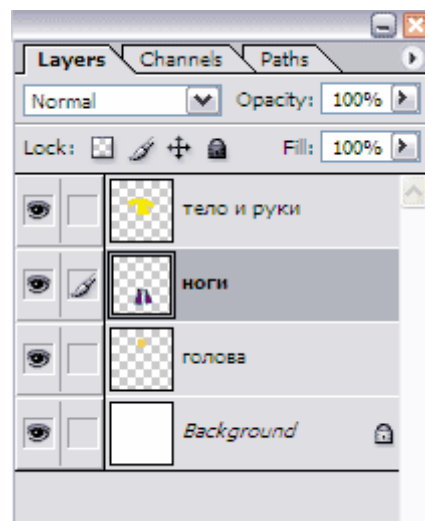 Layers Channels Paths
Normal Opacity: 100%
Lock: Fill: 100%
тело и руки
ноги
голова
Background